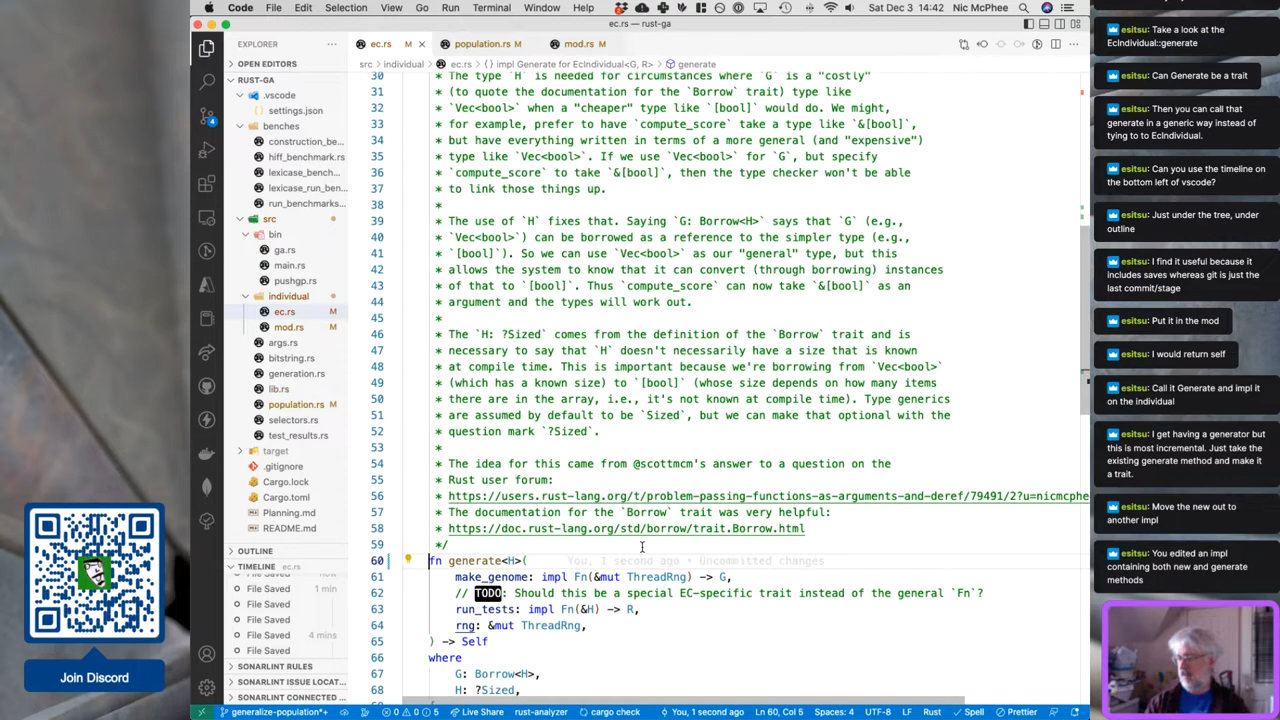 Code File Edit Selection View Go Run Terminal Window Help
Sat Dec 3 14:42 Nic McPhee
ec.rs — rust-ga
EXPLORER
OPEN EDITORS
RUST-GA
.vscode
settings.json
benches
construction_be...
hiff_benchmark.rs
lexicase_bench...
lexicase_run_ben...
run_benchmarks...
src
bin
ga.rs
main.rs
pushgp.rs
individual
ec.rs M
mod.rs M
args.rs
bitstring.rs
generation.rs
lib.rs
population.rs M
selectors.rs
test_results.rs
target
.gitignore
Cargo.lock
Cargo.toml
Planning.md
README.md
OUTLINE
TIMELINE ec.rs
File Saved
File Saved 1 min
File Saved
File Saved
File Saved 4 mins
File Saved
SONARLINT RULES
SONARLINT ISSUE LOCAT...
SONARLINT CONNECTED ...
ec.rs M
population.rs M
mod.rs M
src > individual > ec.rs > impl Generate for EcIndividual<G, R> > generate
30 * The type `H` is needed for circumstances where `G` is a "costly"
31 * (to quote the documentation for the `Borrow` trait) type like
32 * `Vec<bool>` when a "cheaper" type like `[bool]` would do. We might,
33 * for example, prefer to have `compute_score` take a type like `&[bool]`,
34 * but have everything written in terms of a more general (and "expensive")
35 * type like `Vec<bool>`. If we use `Vec<bool>` for `G`, but specify
36 * `compute_score` to take `&[bool]`, then the type checker won't be able
37 * to link those things up.
38 *
39 * The use of `H` fixes that. Saying `G: Borrow<H>` says that `G` (e.g.,
40 * `Vec<bool>`) can be borrowed as a reference to the simpler type (e.g.,
41 * `[bool]`). So we can use `Vec<bool>` as our "general" type, but this
42 * allows the system to know that it can convert (through borrowing) instances
43 * of that to `[bool]`. Thus `compute_score` can now take `&[bool]` as an
44 * argument and the types will work out.
45 *
46 * The `H: ?Sized` comes from the definition of the `Borrow` trait and is
47 * necessary to say that `H` doesn't necessarily have a size that is known
48 * at compile time. This is important because we're borrowing from `Vec<bool>`
49 * (which has a known size) to `[bool]` (whose size depends on how many items
50 * there are in the array, i.e., it's not known at compile time). Type generics
51 * are assumed by default to be `Sized`, but we can make that optional with the
52 * question mark `?Sized`.
53 *
54 * The idea for this came from @scottmcm's answer to a question on the
55 * Rust user forum:
56 * https://users.rust-lang.org/t/problem-passing-functions-as-arguments-and-deref/79491/2?u=nicmcphe
57 * The documentation for the `Borrow` trait was very helpful:
58 * https://doc.rust-lang.org/std/borrow/trait.Borrow.html
59 */
60 fn generate<H>( You, 1 second ago • Uncommitted changes
61 make_genome: impl Fn(&mut ThreadRng) -> G,
62 // TODO: Should this be a special EC-specific trait instead of the general `Fn`?
63 run_tests: impl Fn(&H) -> R,
64 rng: &mut ThreadRng,
65 ) -> Self
66 where
67 G: Borrow<H>,
68 H: ?Sized,
generalize-population*+ 0 0 5 Live Share rust-analyzer cargo check You, 1 second ago Ln 60, Col 5 Spaces: 4 UTF-8 LF Rust Spell Prettier
4
Join Discord
esitsu: Take a look at the
EcIndividual::generate
esitsu: Can Generate be a trait
esitsu: Then you can call that
generate in a generic way instead of
tying to to EcIndividual.
esitsu: Can you use the timeline on
the bottom left of vscode?
esitsu: Just under the tree, under
outline
esitsu: I find it useful because it
includes saves whereas git is just the
last commit/stage
esitsu: Put it in the mod
esitsu: I would return self
esitsu: Call it Generate and impl it
on the individual
esitsu: I get having a generator but
this is most incremental. Just take
the existing generate method and make it
a trait.
esitsu: Move the new out to
another impl
esitsu: You edited an impl
containing both new and generate
methods